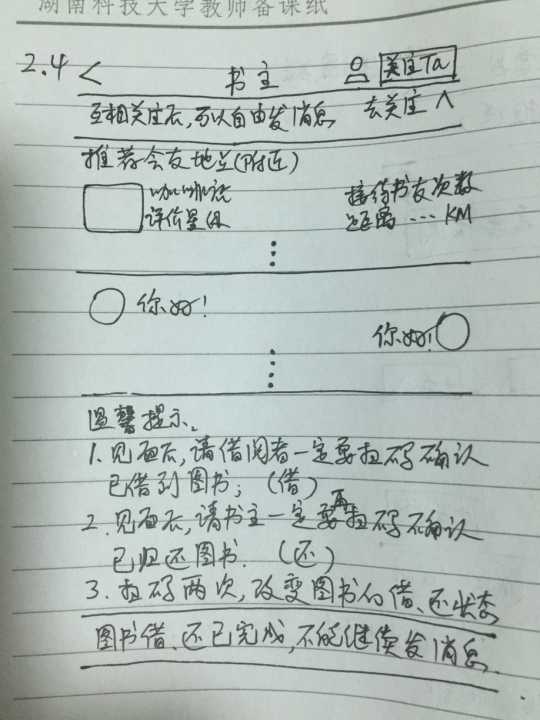 湖南科技大学教师备课纸
2.4 < 书主 关注Ta
互相关注后,可以自由发消息 去关注 ^
推荐会友地点(附近)
咖啡店 接待书友次数
评价星级 距离 … KM
你好!
你好!
温馨提示。
1.见面后,请借阅者一定要扫码确认
已借到图书;(借)
2.见面后,请书主一定要再扫码确认
已归还图书.(还)
3.扫码两次,改变图书的借、还状态
图书借、还已完成,不能继续发消息.